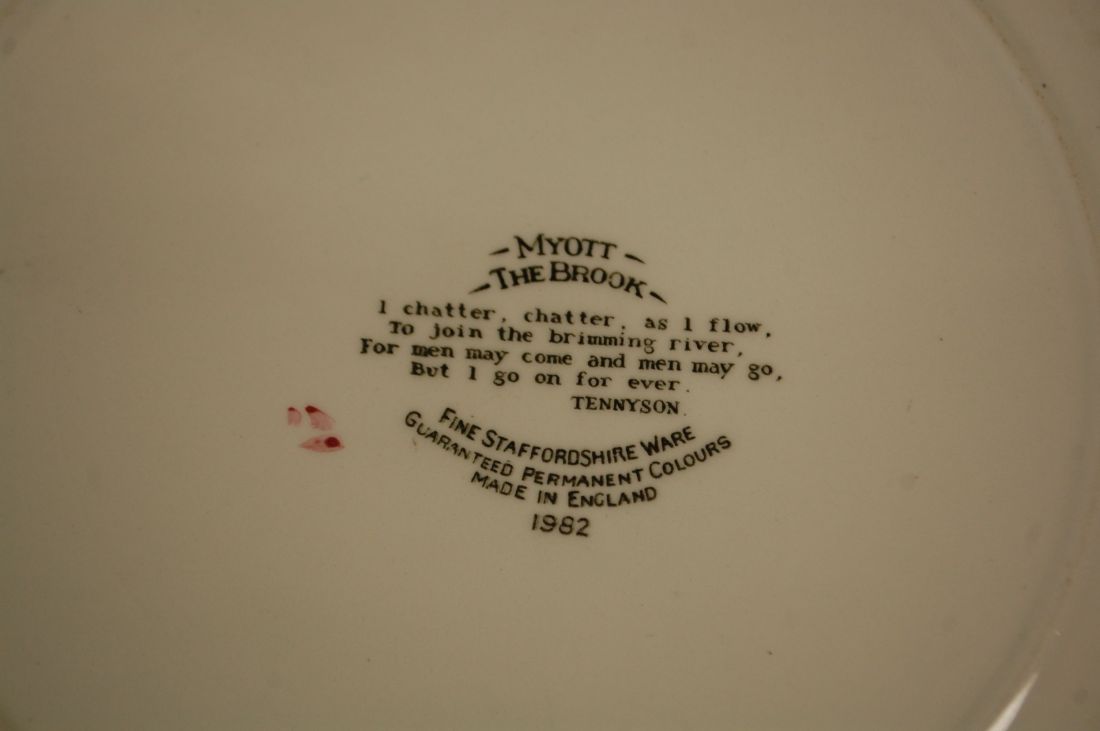 - MYOTT -
- THE BROOK -
I chatter, chatter, as I flow,
To join the brimming river,
For men may come and men may go,
But I go on for ever.
TENNYSON.
FINE STAFFORDSHIRE WARE
GUARANTEED PERMANENT COLOURS
MADE IN ENGLAND
1982